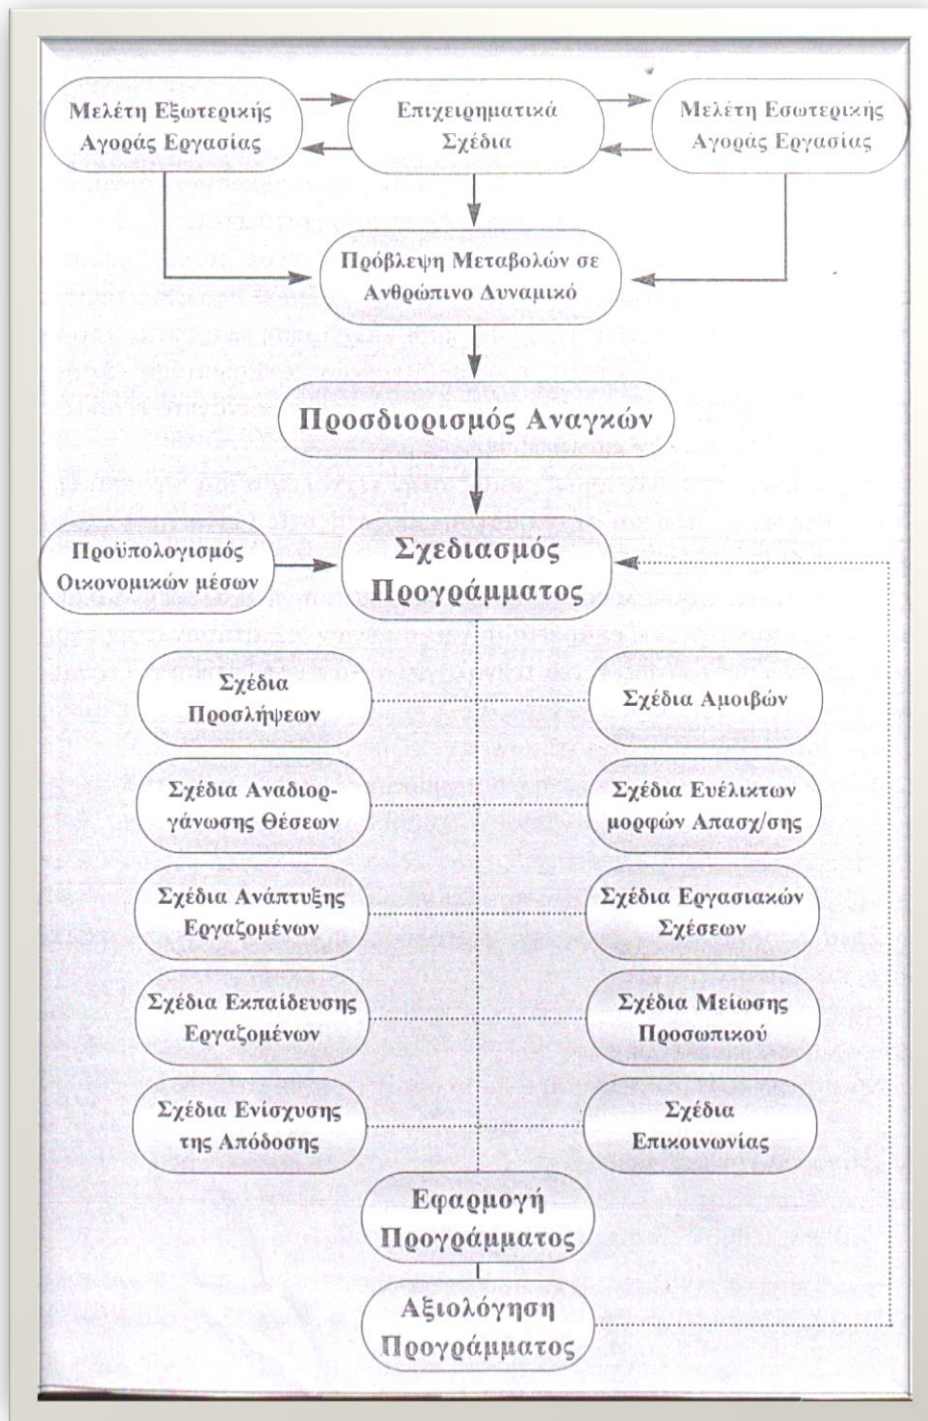 Μελέτη Εξωτερικής
Αγοράς Εργασίας
Επιχειρηματικά
Σχέδια
Μελέτη Εσωτερικής
Αγοράς Εργασίας
Πρόβλεψη Μεταβολών σε
Ανθρώπινο Δυναμικό
Προσδιορισμός Αναγκών
Προϋπολογισμός
Οικονομικών μέσων
Σχεδιασμός
Προγράμματος
Σχέδια
Προσλήψεων
Σχέδια Αμοιβών
Σχέδια Αναδιορ-
γάνωσης Θέσεων
Σχέδια Ευέλικτων
μορφών Απασχ/σης
Σχέδια Ανάπτυξης
Εργαζομένων
Σχέδια Εργασιακών
Σχέσεων
Σχέδια Εκπαίδευσης
Εργαζομένων
Σχέδια Μείωσης
Προσωπικού
Σχέδια Ενίσχυσης
της Απόδοσης
Σχέδια
Επικοινωνίας
Εφαρμογή
Προγράμματος
Αξιολόγηση
Προγράμματος